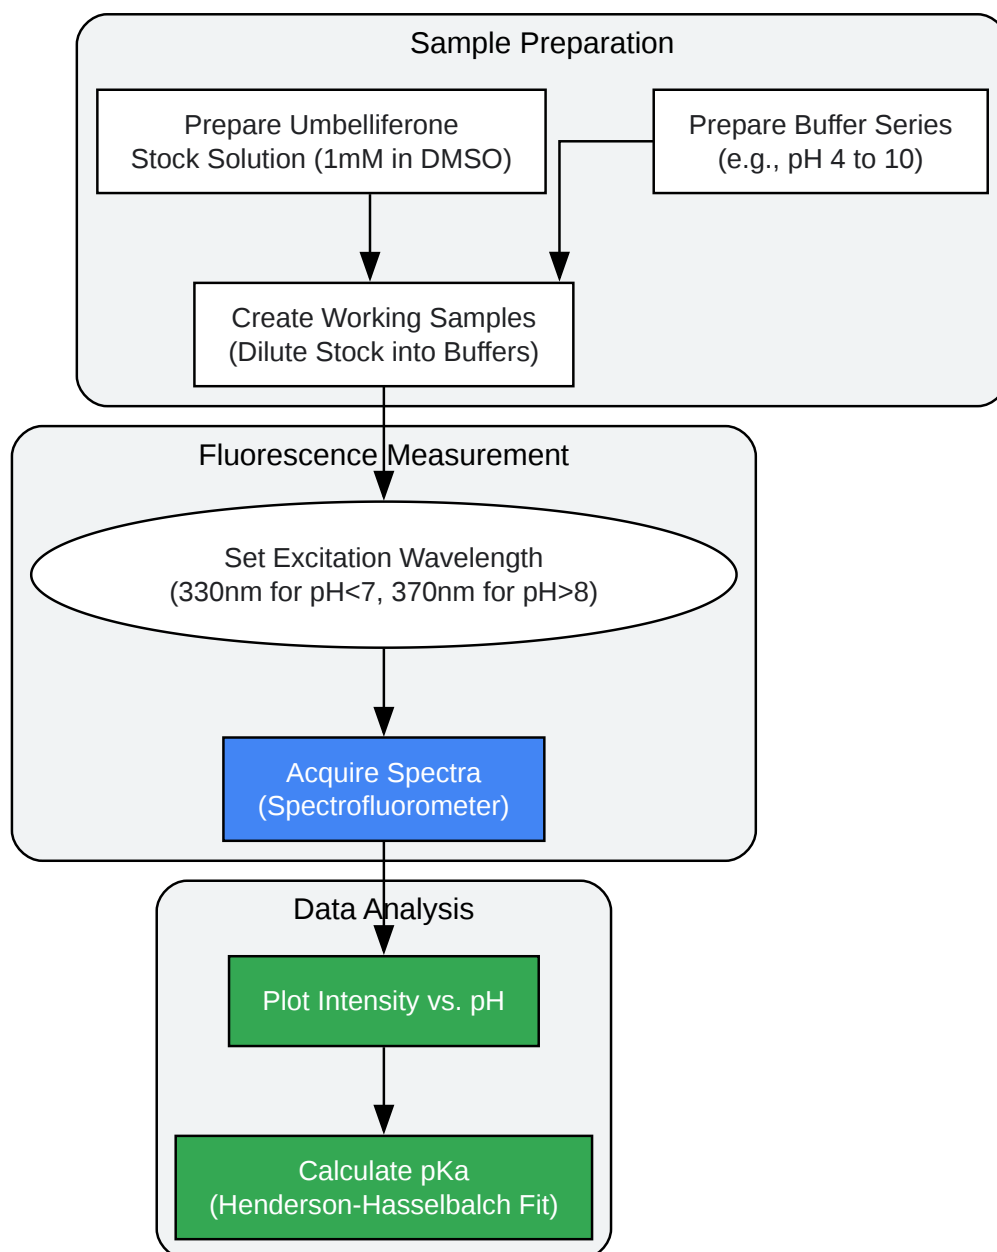 Sample Preparation
Prepare Umbelliferone
Stock Solution (1mM in DMSO)
Prepare Buffer Series
(e.g., pH 4 to 10)
Create Working Samples
(Dilute Stock into Buffers)
Fluorescence Measurement
Set Excitation Wavelength
(330nm for pH<7, 370nm for pH>8)
Acquire Spectra
(Spectrofluorometer)
Data Analysis
Plot Intensity vs. pH
Calculate pKa
(Henderson-Hasselbalch Fit)